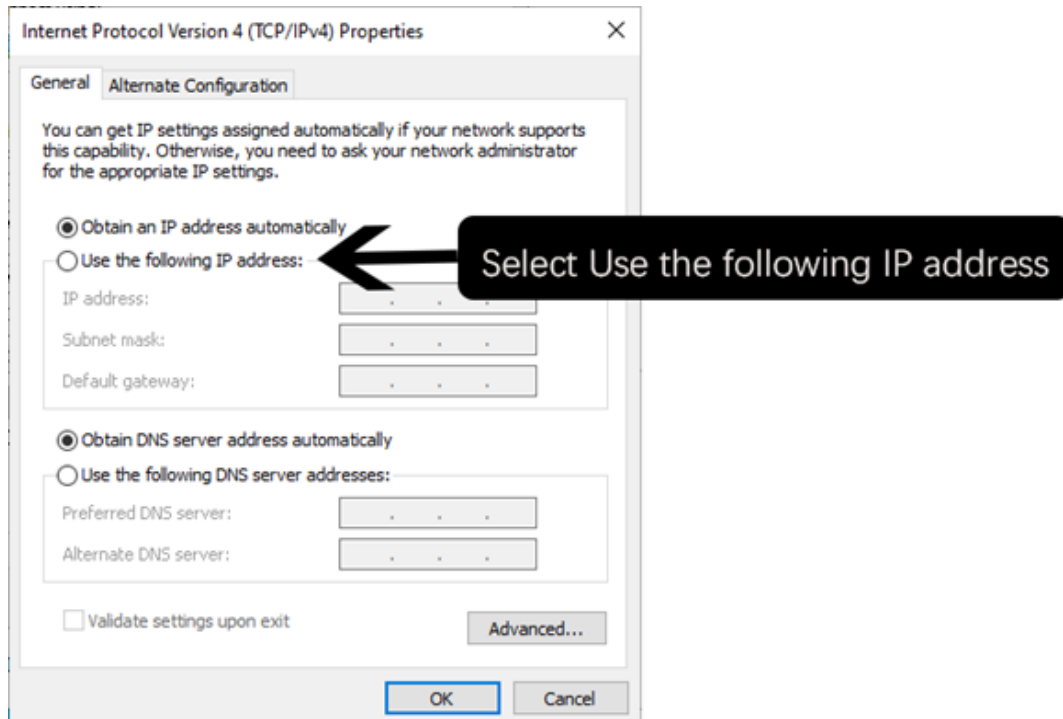 Internet Protocol Version 4 (TCP/IPv4) Properties
General
Alternate Configuration
You can get IP settings assigned automatically if your network supports
this capability. Otherwise, you need to ask your network administrator
for the appropriate IP settings.
Obtain an IP address automatically
Use the following IP address:
Select Use the following IP address
IP address:
Subnet mask:
Default gateway:
Obtain DNS server address automatically
Use the following DNS server addresses:
Preferred DNS server:
Alternate DNS server:
Validate settings upon exit
Advanced...
OK
Cancel